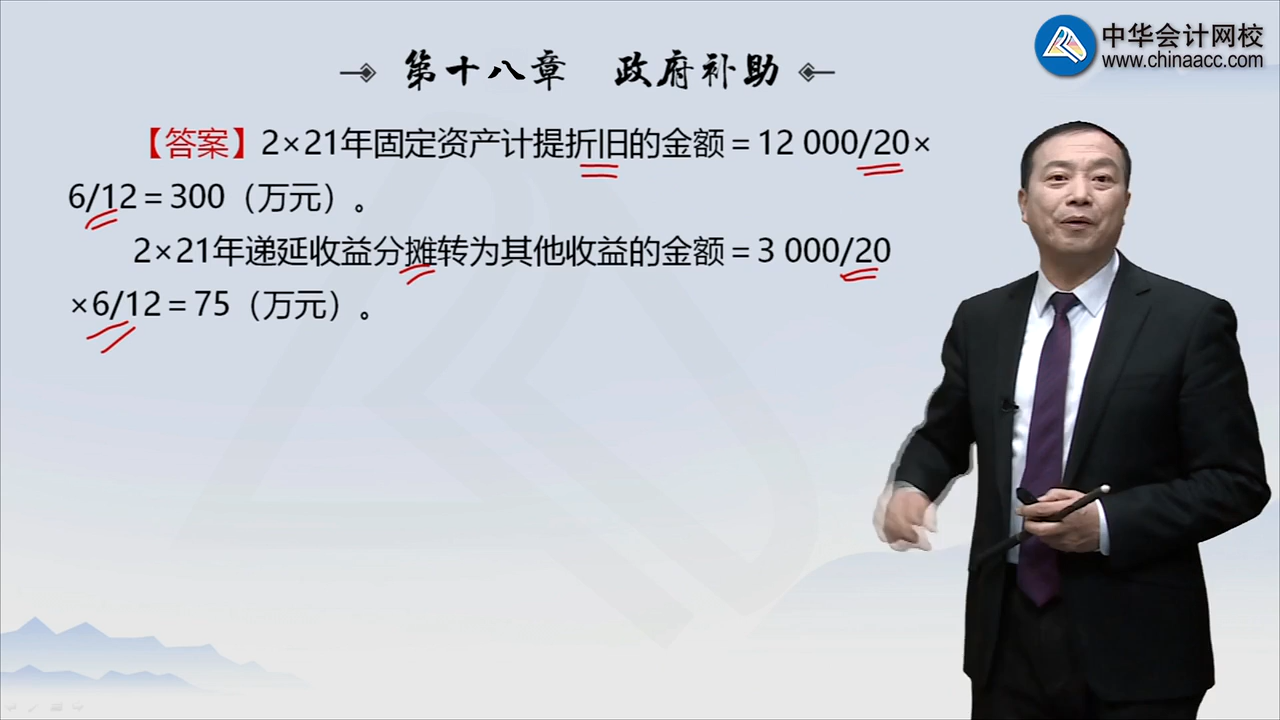 中华会计网校
www.chinaacc.com
第十八章 政府补助
【答案】2×21年固定资产计提折旧的金额＝12 000/20×
6/12＝300（万元）。
2×21年递延收益分摊转为其他收益的金额＝3 000/20
×6/12＝75（万元）。